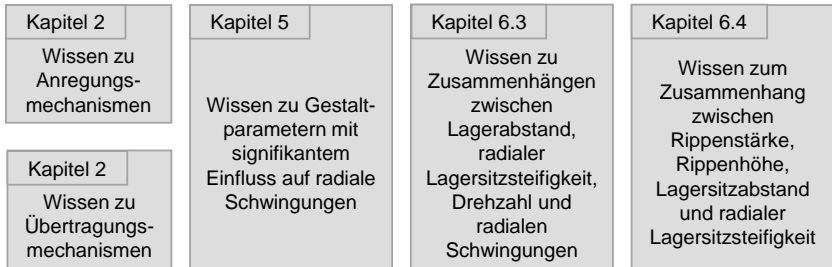 Kapitel 2
Wissen zu
Anregungs-
mechanismen
Kapitel 2
Wissen zu
Übertragungs-
mechanismen
Kapitel 5
Wissen zu Gestalt-
parametern mit
signifikantem
Einfluss auf radiale
Schwingungen
Kapitel 6.3
Wissen zu
Zusammenhängen
zwischen
Lagerabstand,
radialer
Lagersitzsteifigkeit,
Drehzahl und
radialen
Schwingungen
Kapitel 6.4
Wissen zum
Zusammenhang
zwischen
Rippenstärke,
Rippenhöhe,
Lagersitzabstand
und radialer
Lagersitzsteifigkeit